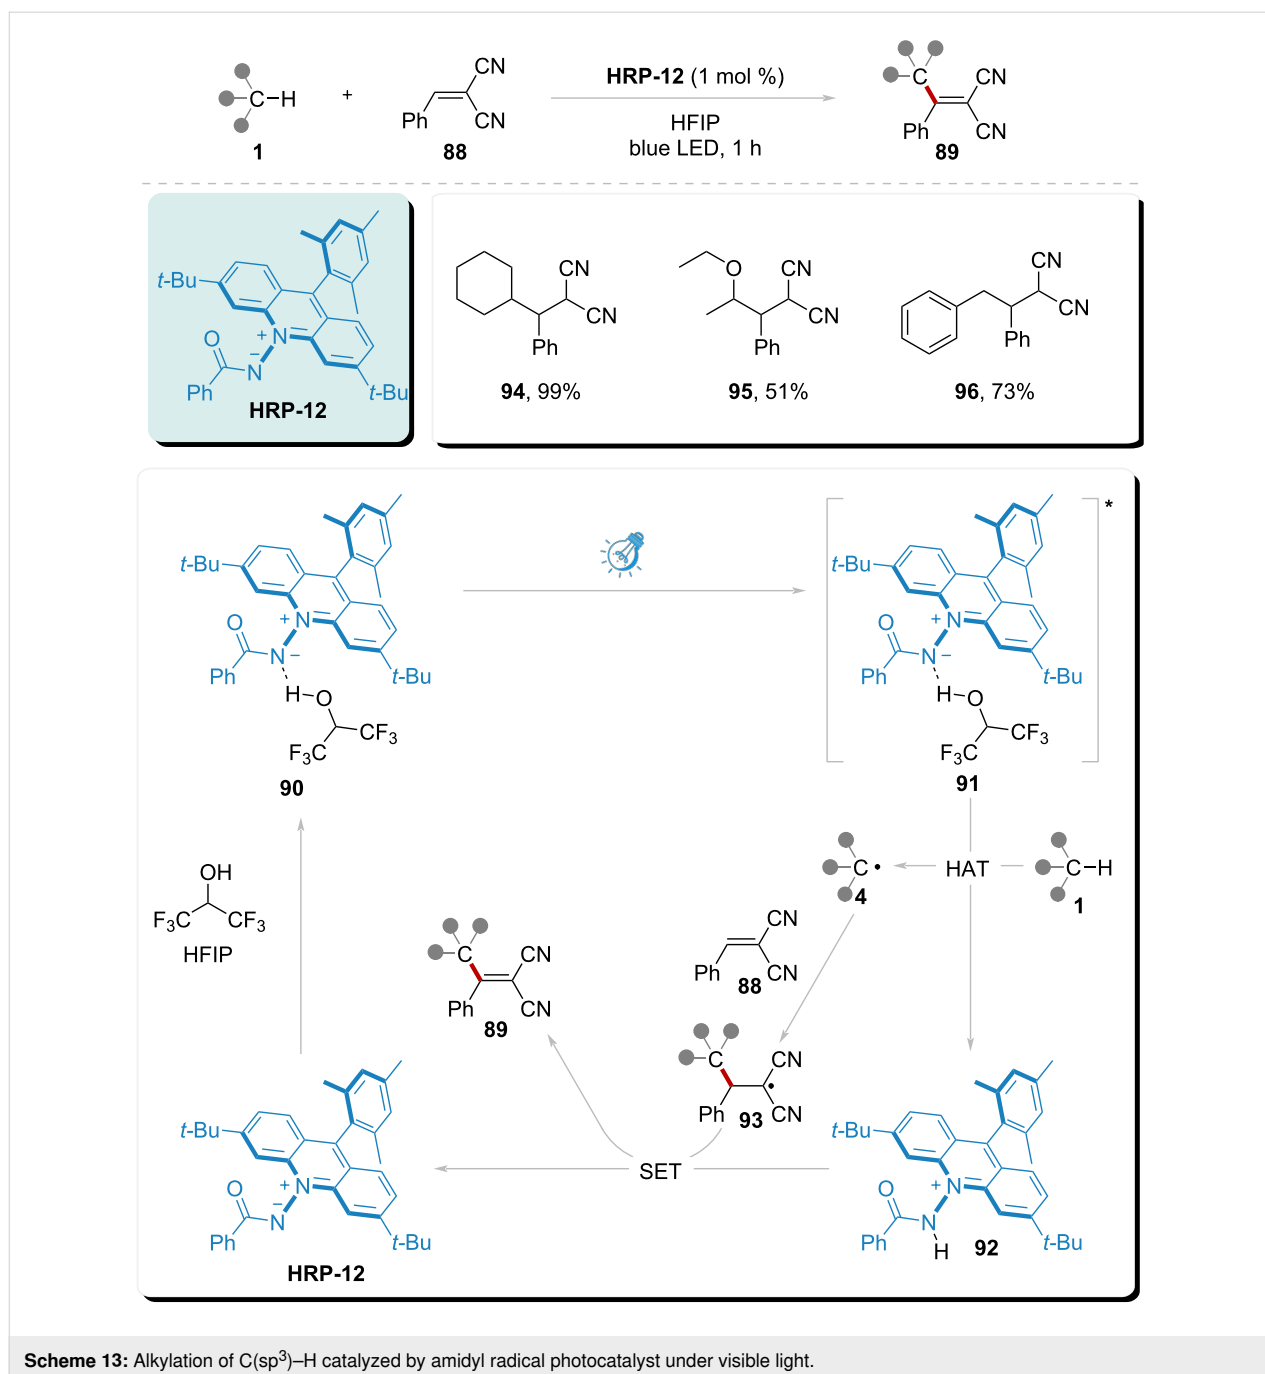 C–H
1
+
Ph
CN
CN
88
HRP-12 (1 mol %)
HFIP
blue LED, 1 h
C
Ph
CN
CN
89
t-Bu
O
N
+
–
N
Ph
t-Bu
HRP-12
CN
CN
Ph
94, 99%
O
CN
CN
Ph
95, 51%
CN
CN
Ph
96, 73%
t-Bu
O
+
N
N
–
Ph
t-Bu
H
O
CF3
F3C
90
*
t-Bu
O
+
N
N
–
Ph
t-Bu
H
O
CF3
F3C
91
OH
F3C
CF3
HFIP
C•
4
HAT
C–H
1
Ph
CN
CN
88
C
CN
Ph
CN
89
C
CN
•
Ph
CN
93
SET
t-Bu
O
+
N
–
N
Ph
t-Bu
HRP-12
t-Bu
O
+
N
N
H
Ph
t-Bu
92
Scheme 13: Alkylation of C(sp3)–H catalyzed by amidyl radical photocatalyst under visible light.